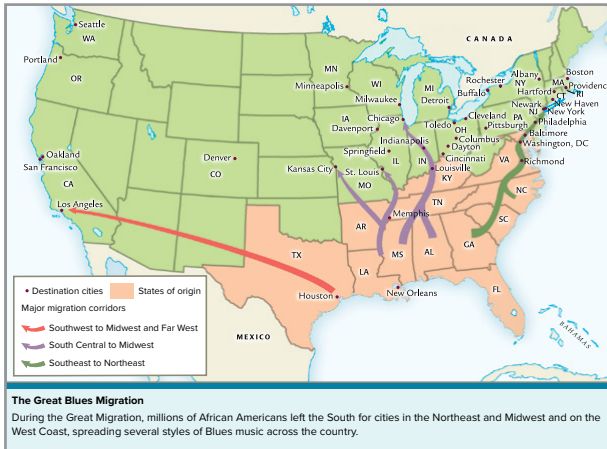 CANADA
Seattle
WA
Portland
OR
MN
Minneapolis
WI
Milwaukee
MI
Detroit
Rochester
Buffalo
Albany
NY
Boston
MA
Providence
Hartford
CT
RI
New Haven
Newark
New York
NJ
PA
Philadelphia
Pittsburgh
Cleveland
Toledo
OH
Columbus
Dayton
Cincinnati
Baltimore
Washington, DC
IA
Davenport
Chicago
Indianapolis
Springfield
IL
IN
Louisville
KY
VA
Richmond
Oakland
San Francisco
CA
Denver
CO
Kansas City
St. Louis
MO
Los Angeles
Memphis
TN
NC
SC
AR
MS
AL
GA
TX
LA
FL
Houston
New Orleans
MEXICO
BAHAMAS
Destination cities
States of origin
Major migration corridors
Southwest to Midwest and Far West
South Central to Midwest
Southeast to Northeast
The Great Blues Migration
During the Great Migration, millions of African Americans left the South for cities in the Northeast and Midwest and on the
West Coast, spreading several styles of Blues music across the country.